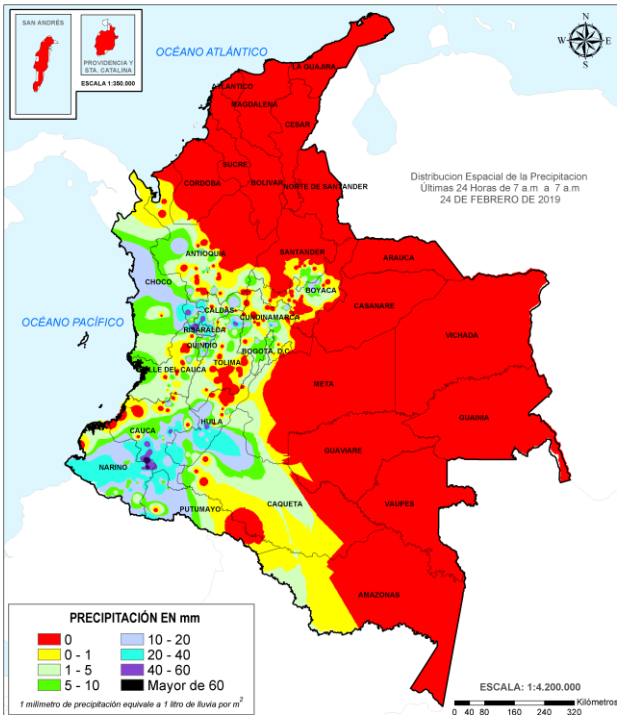 SAN ANDRÉS
PROVIDENCIA Y
STA. CATALINA
ESCALA 1:350.000
OCÉANO ATLÁNTICO
N
W
E
S
LA GUAJIRA
ATLANTICO
MAGDALENA
CESAR
SUCRE
CORDOBA
BOLIVAR
NORTE DE SANTANDER
Distribucion Espacial de la Precipitacion
Últimas 24 Horas de 7 a.m a 7 a.m
24 DE FEBRERO DE 2019
ANTIOQUIA
SANTANDER
ARAUCA
CHOCO
BOYACA
CASANARE
OCÉANO PACÍFICO
CALDAS
CUNDINAMARCA
RISARALDA
VICHADA
QUINDIO
BOGOTA, D.C.
TOLIMA
VALLE DEL CAUCA
META
GUAINIA
HUILA
CAUCA
GUAVIARE
NARIÑO
CAQUETA
VAUPES
PUTUMAYO
AMAZONAS
PRECIPITACIÓN EN mm
0
10 - 20
0 - 1
20 - 40
1 - 5
40 - 60
5 - 10
Mayor de 60
1 milimetro de precipitación equivale a 1 litro de lluvia por m²
ESCALA: 1:4.200.000
Kilómetros
0 40 80 160 240 320